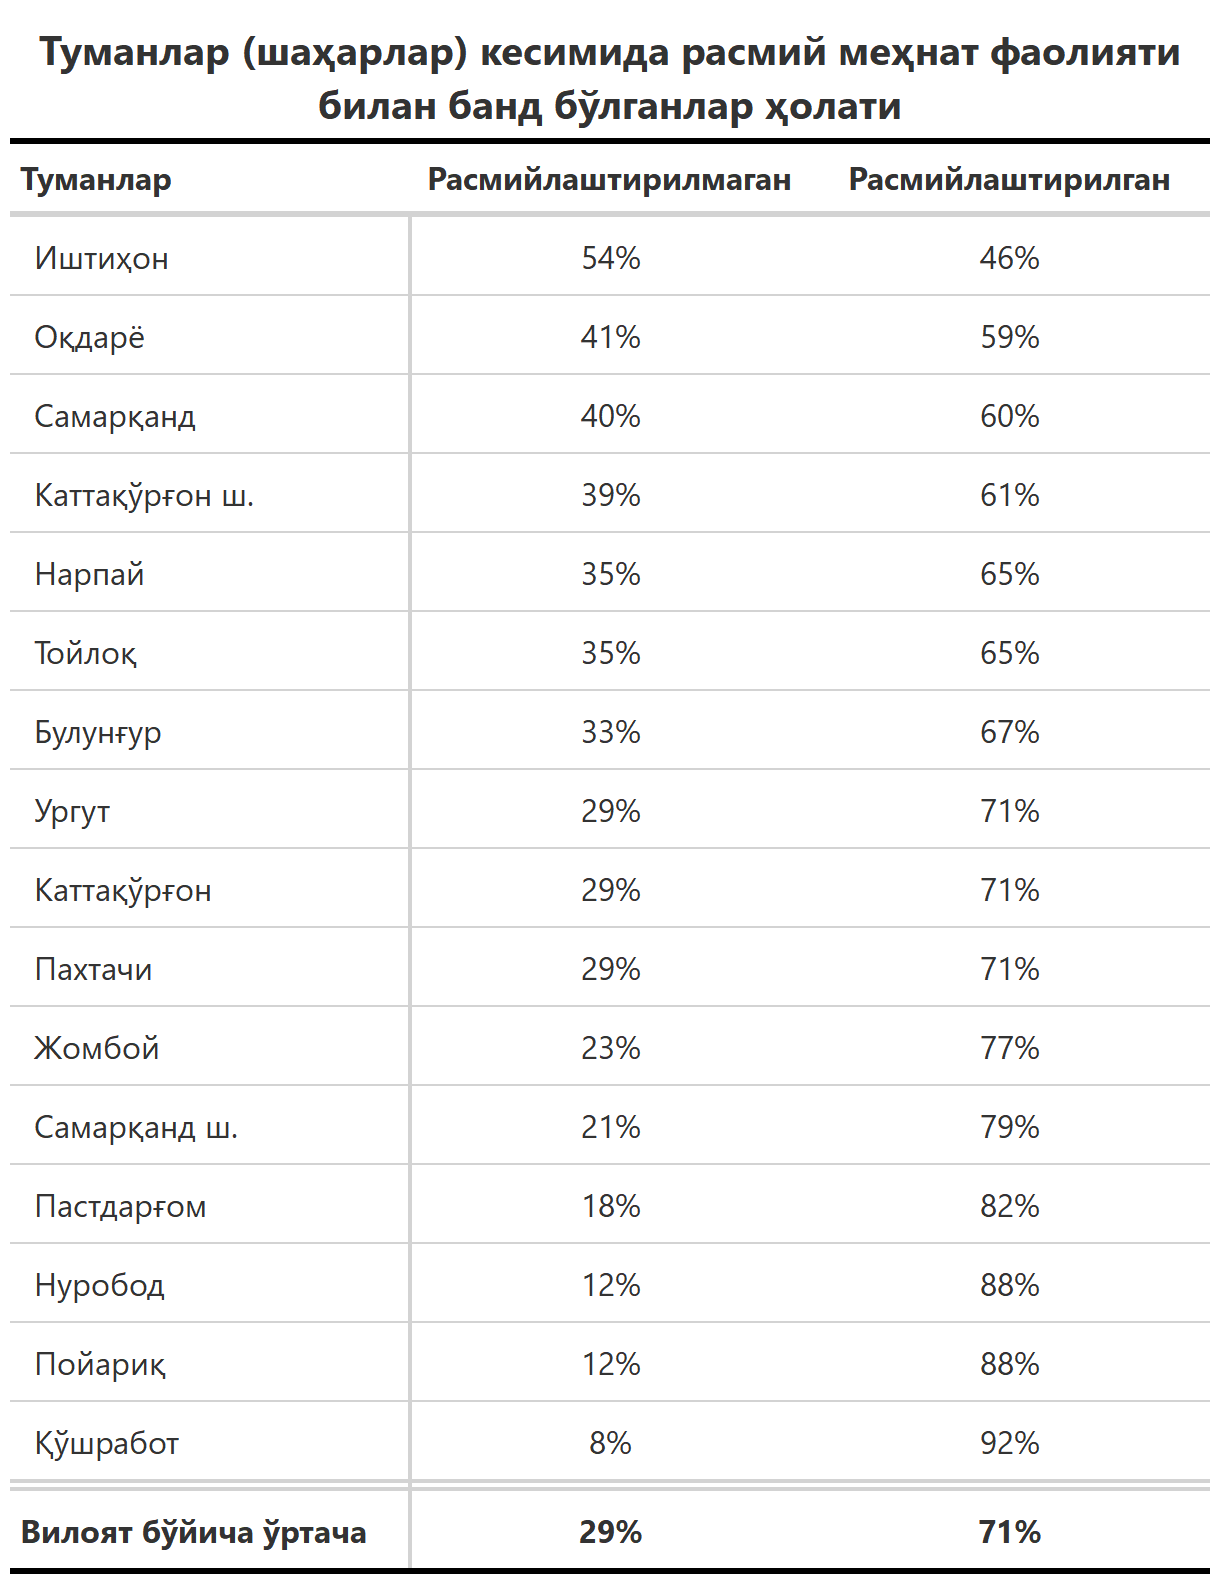 Туманлар (шаҳарлар) кесимида расмий меҳнат фаолияти
билан банд бўлганлар ҳолати
Туманлар Расмийлаштирилмаган Расмийлаштирилган
Иштиҳон 54% 46%
Оқдарё 41% 59%
Самарқанд 40% 60%
Каттақўрғон ш. 39% 61%
Нарпай 35% 65%
Тойлоқ 35% 65%
Булунғур 33% 67%
Ургут 29% 71%
Каттақўрғон 29% 71%
Пахтачи 29% 71%
Жомбой 23% 77%
Самарқанд ш. 21% 79%
Пастдарғом 18% 82%
Нуробод 12% 88%
Пойариқ 12% 88%
Қўшработ 8% 92%
Вилоят бўйича ўртача 29% 71%